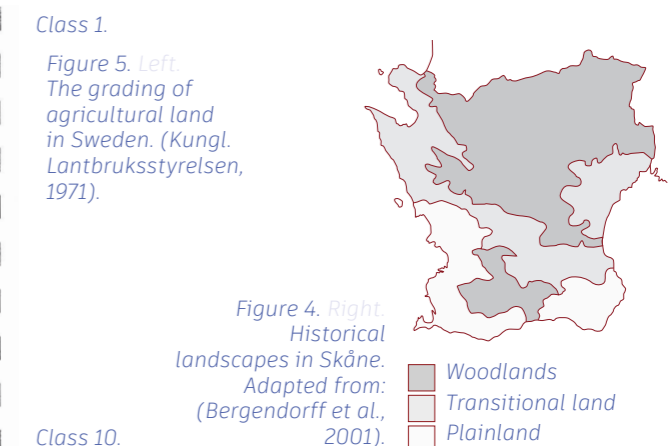 Class 1.
Figure 5. Left.
The grading of
agricultural land
in Sweden. (Kungl.
Lantbruksstyrelsen,
1971).
Figure 4. Right.
Historical
landscapes in Skåne.
Adapted from:
(Bergendorff et al.,
2001).
Class 10.
Woodlands
Transitional land
Plainland